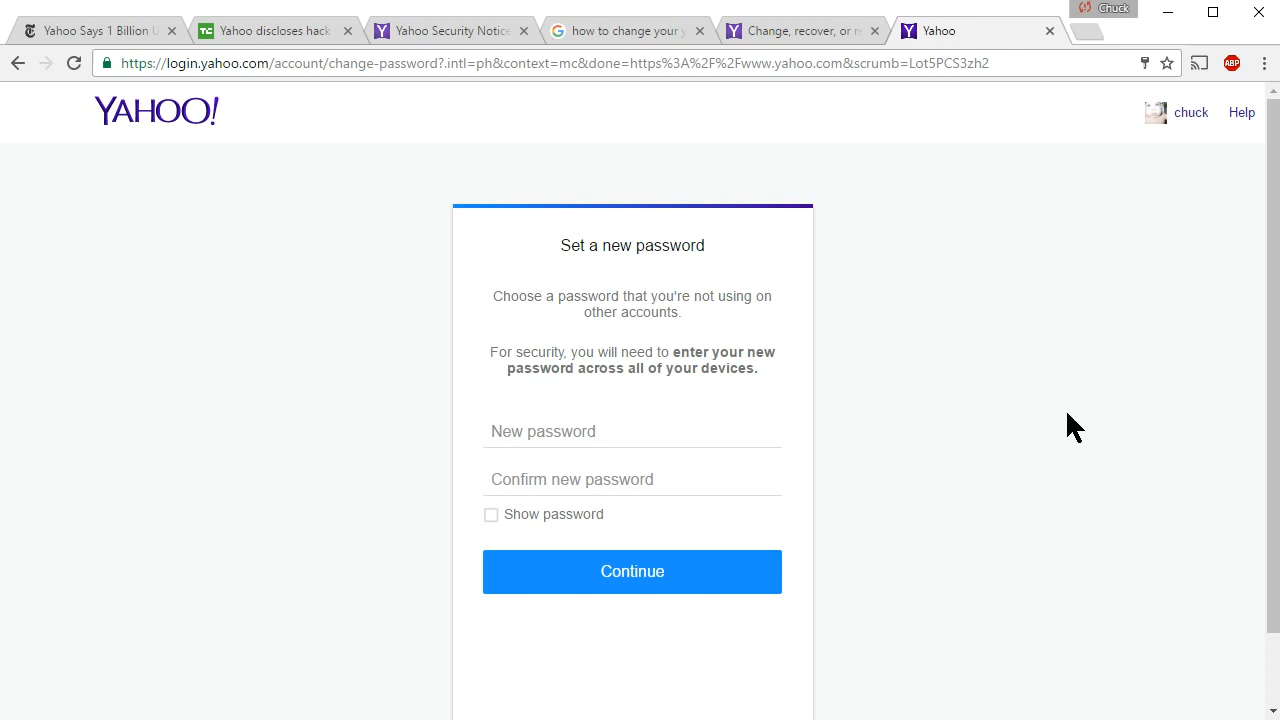 Chuck
Yahoo Says 1 Billion U
TC
Yahoo discloses hack
Yahoo Security Notice
how to change your y
Change, recover, or r
Yahoo
https://login.yahoo.com/account/change-password?.intl=ph&context=mc&done=https%3A%2F%2Fwww.yahoo.com&scrumb=Lot5PCS3zh2
ABP
YAHOO!
chuck
Help
Set a new password
Choose a password that you're not using on
other accounts.
For security, you will need to enter your new
password across all of your devices.
New password
Confirm new password
Show password
Continue